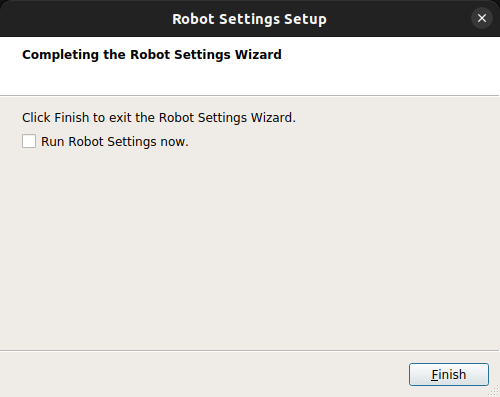 Robot Settings Setup
Completing the Robot Settings Wizard
Click Finish to exit the Robot Settings Wizard.
Run Robot Settings now.
Finish